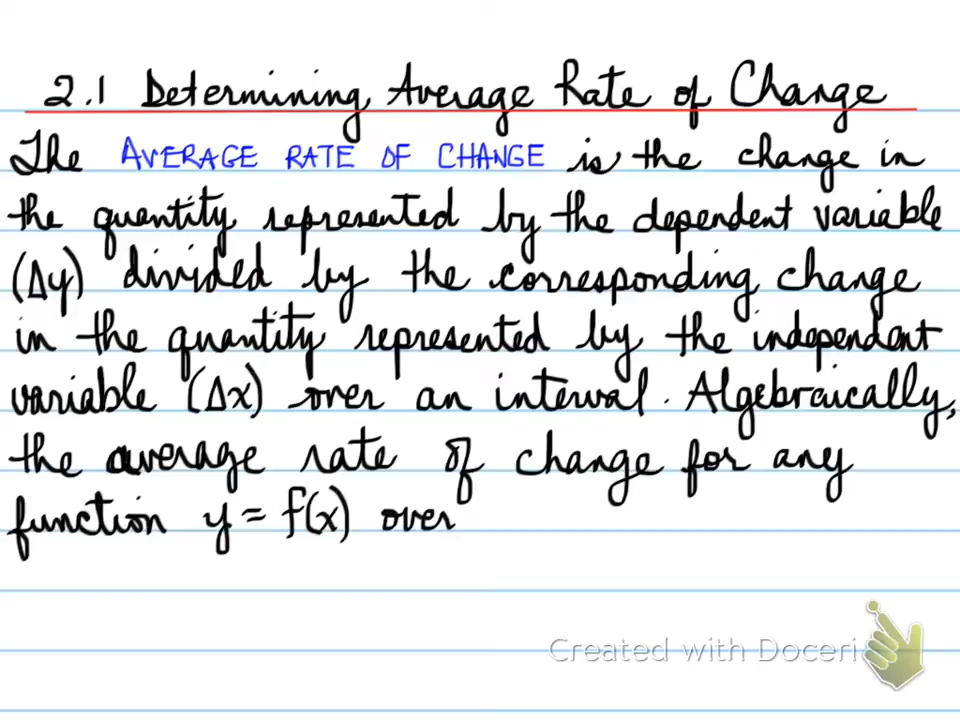 2.1 Determining Average Rate of Change
The AVERAGE RATE OF CHANGE is the change in
the quantity represented by the dependent variable
(Δy) divided by the corresponding change
in the quantity represented by the independent
variable (Δx) over an interval. Algebraically,
the average rate of change for any
function y = f(x) over
Created with Doceri